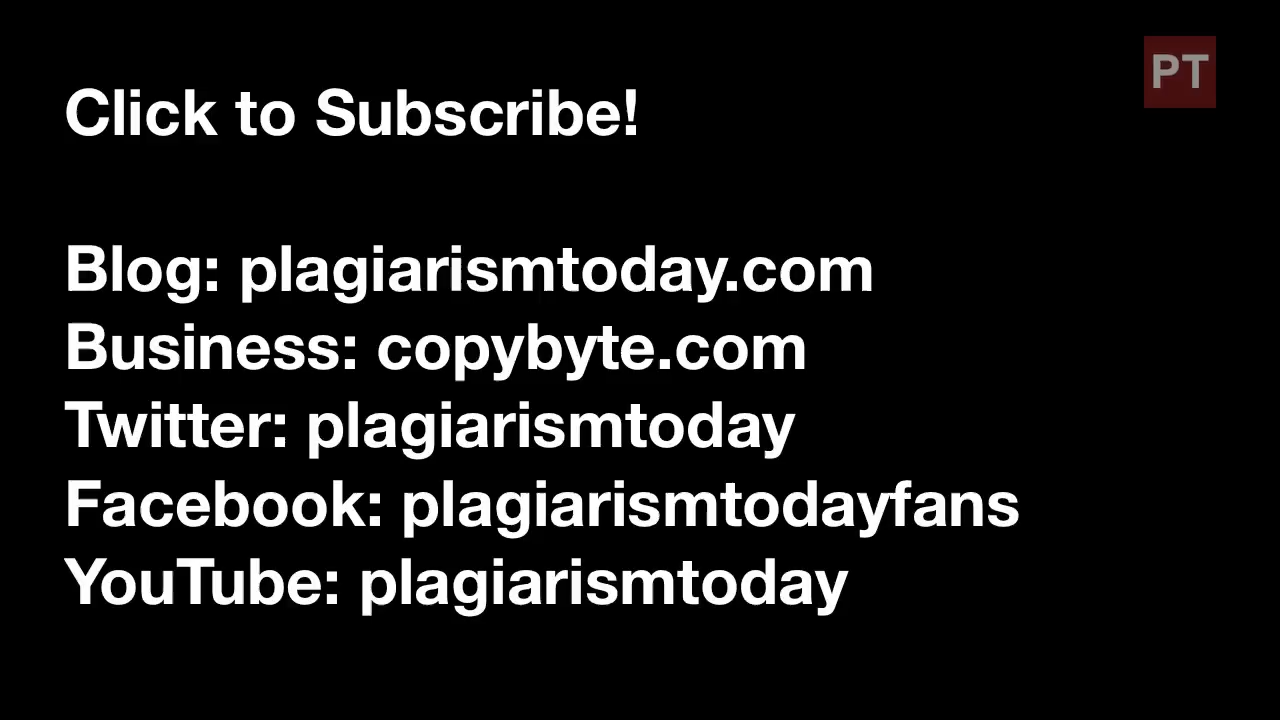 PT
Click to Subscribe!
Blog: plagiarismtoday.com
Business: copybyte.com
Twitter: plagiarismtoday
Facebook: plagiarismtodayfans
YouTube: plagiarismtoday